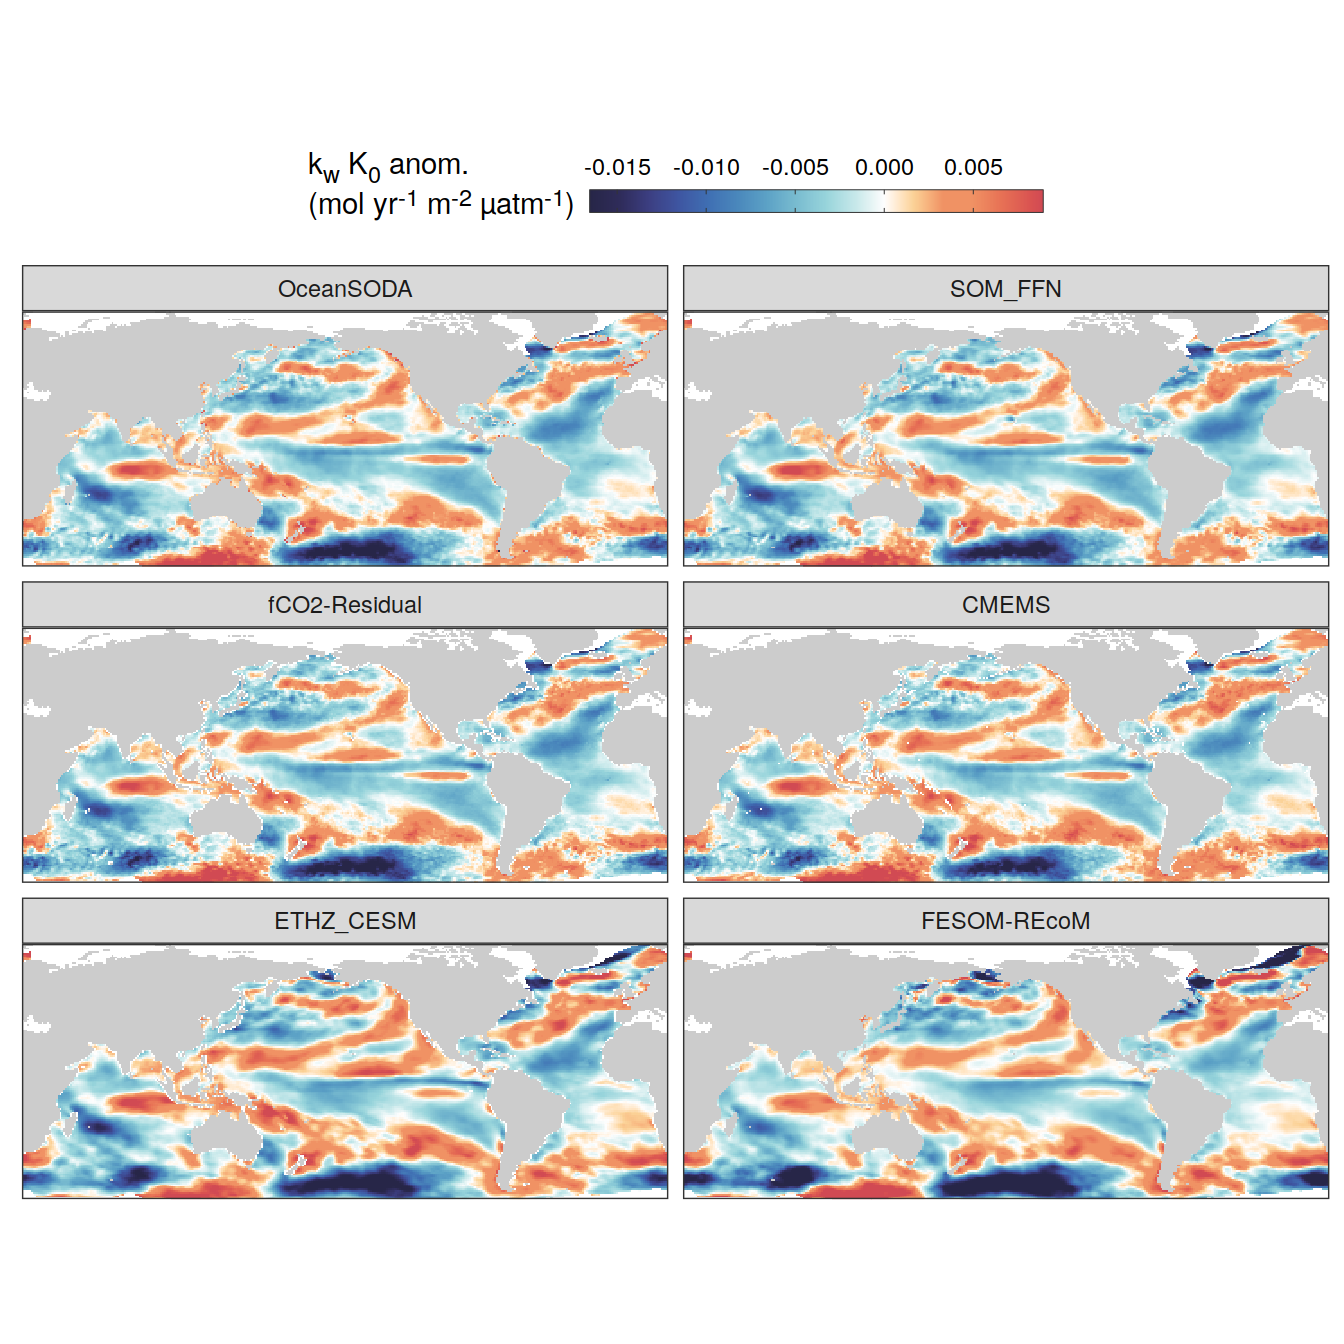 kw K0 anom.
(mol yr-1 m-2 µatm-1)
-0.015 -0.010 -0.005 0.000 0.005
OceanSODA
SOM_FFN
fCO2-Residual
CMEMS
ETHZ_CESM
FESOM-REcoM